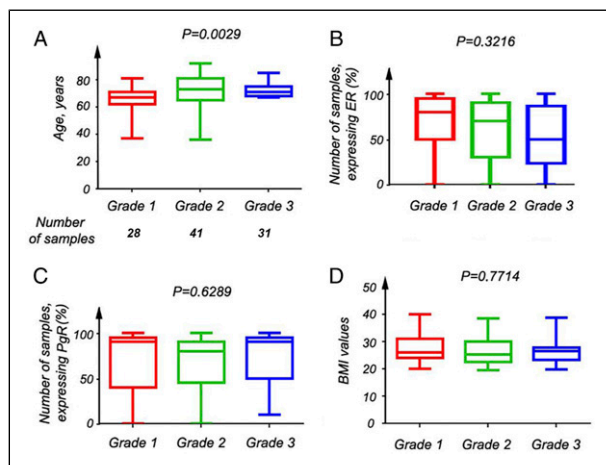 A
P=0.0029
Age, years
80
60
40
20
0
Grade 1 Grade 2 Grade 3
Number of samples 28 41 31
B
P=0.3216
Number of samples, expressing ER (%)
100
50
0
Grade 1 Grade 2 Grade 3
C
P=0.6289
Number of samples, expressing PgR(%)
100
50
0
Grade 1 Grade 2 Grade 3
D
P=0.7714
BMI values
50
40
30
20
10
0
Grade 1 Grade 2 Grade 3